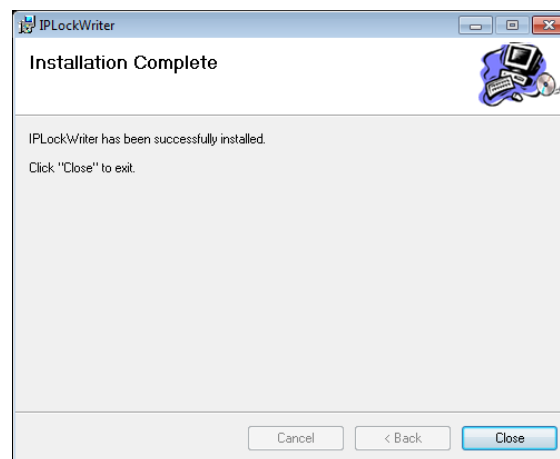 IPLockWriter
Installation Complete
IPLockWriter has been successfully installed.
Click "Close" to exit.
Cancel
< Back
Close